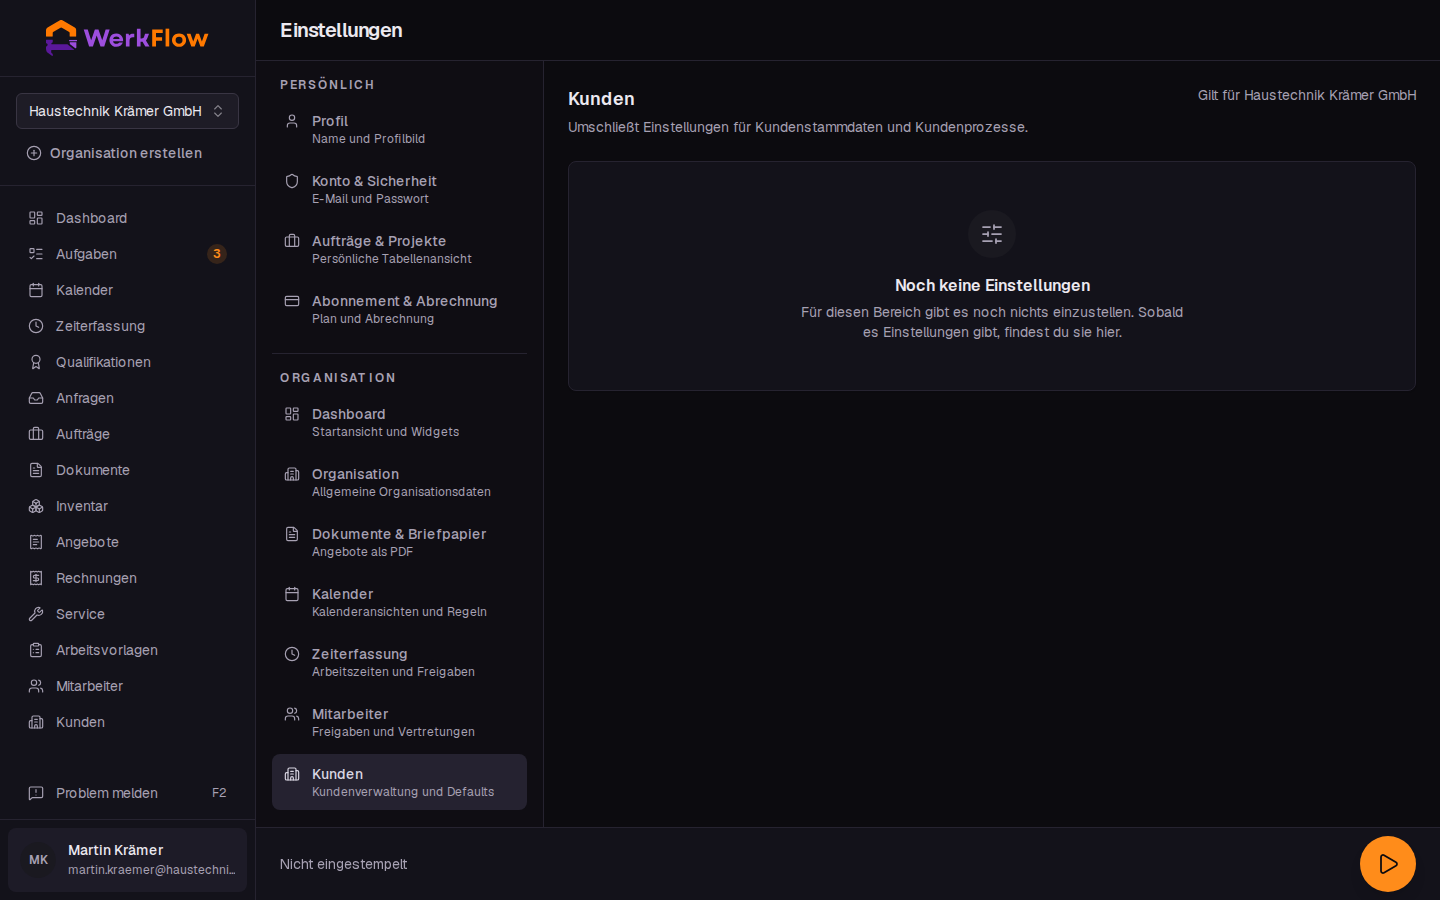 WerkFlow
Haustechnik Krämer GmbH
Organisation erstellen
Dashboard
Aufgaben
3
Kalender
Zeiterfassung
Qualifikationen
Anfragen
Aufträge
Dokumente
Inventar
Angebote
Rechnungen
Service
Arbeitsvorlagen
Mitarbeiter
Kunden
Problem melden
F2
MK
Martin Krämer
martin.kraemer@haustechni...
Einstellungen
PERSÖNLICH
Profil
Name und Profilbild
Konto & Sicherheit
E-Mail und Passwort
Aufträge & Projekte
Persönliche Tabellenansicht
Abonnement & Abrechnung
Plan und Abrechnung
ORGANISATION
Dashboard
Startansicht und Widgets
Organisation
Allgemeine Organisationsdaten
Dokumente & Briefpapier
Angebote als PDF
Kalender
Kalenderansichten und Regeln
Zeiterfassung
Arbeitszeiten und Freigaben
Mitarbeiter
Freigaben und Vertretungen
Kunden
Kundenverwaltung und Defaults
Kunden
Gilt für Haustechnik Krämer GmbH
Umschließt Einstellungen für Kundenstammdaten und Kundenprozesse.
Noch keine Einstellungen
Für diesen Bereich gibt es noch nichts einzustellen. Sobald
es Einstellungen gibt, findest du sie hier.
Nicht eingestempelt